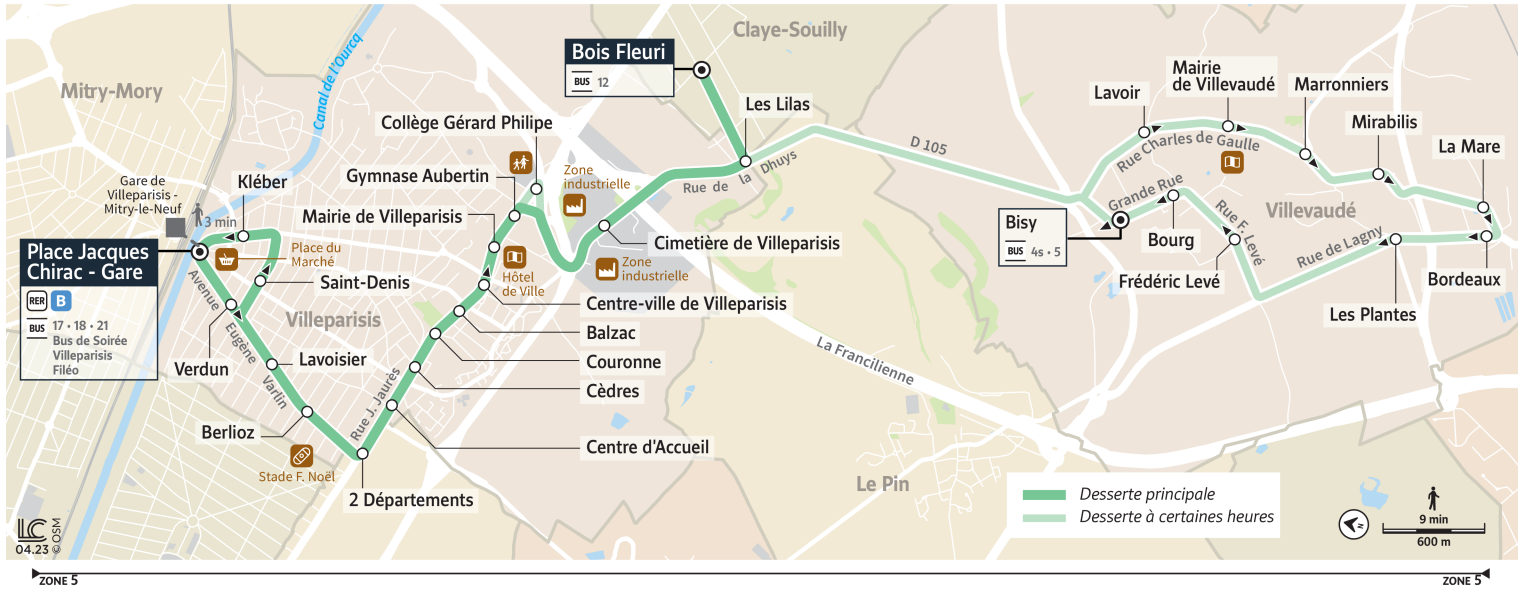 Claye-Souilly
Mitry-Mory
Canal de l'Ourcq
Bois Fleuri
BUS 12
Les Lilas
Collège Gérard Philipe
Gymnase Aubertin
Mairie de Villeparisis
Zone
industrielle
Rue de la Dhuys
D 105
Lavoir
Mairie
de Villevaudé
Marronniers
Mirabilis
La Mare
Rue Charles de Gaulle
Grande Rue
Bisy
BUS 4s • 5
Bourg
Rue F. Levé
Frédéric Levé
Villevaudé
Rue de Lagny
Les Plantes
Bordeaux
Gare de
Villeparisis -
Mitry-le-Neuf
3 min
Kléber
Place Jacques
Chirac - Gare
RER B
BUS 17 • 18 • 21
Bus de Soirée
Villeparisis
Filéo
Place du
Marché
Saint-Denis
Villeparisis
Avenue Eugène Varlin
Verdun
Lavoisier
Berlioz
Stade F. Noël
2 Départements
Rue J. Jaurès
Hôtel
de Ville
Cimetière de Villeparisis
Zone
industrielle
Centre-ville de Villeparisis
Balzac
Couronne
Cèdres
Centre d'Accueil
La Francilienne
Le Pin
Desserte principale
Desserte à certaines heures
N
9 min
600 m
LC
04.23 © OSM
ZONE 5
ZONE 5